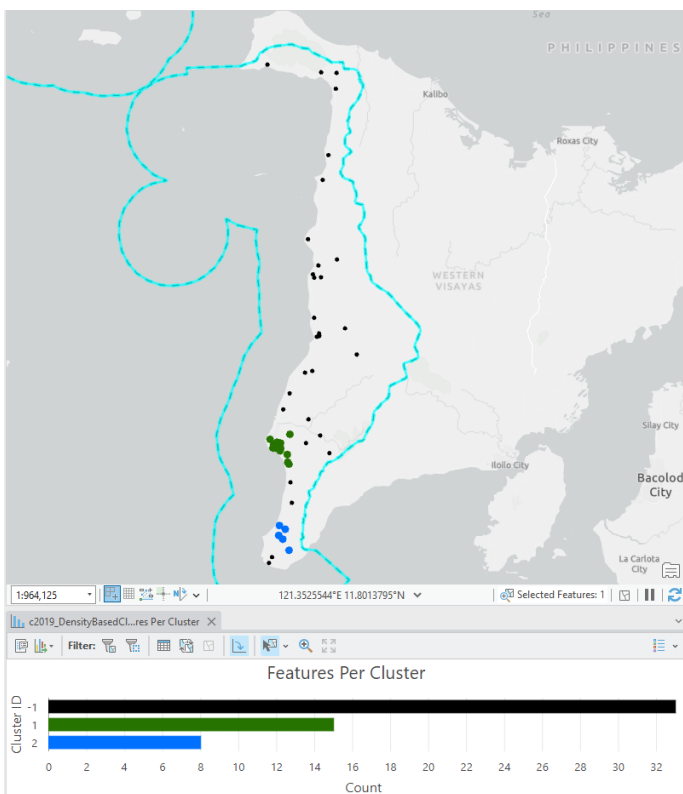 Sea
PHILIPPINES
Kalibo
Roxas City
WESTERN
VISAYAS
Silay City
Iloilo City
Bacolod
City
La Carlota
City
1:964,125
121.3525544°E 11.8013795°N
Selected Features: 1
c2019_DensityBasedCl...res Per Cluster
Filter:
Features Per Cluster
Cluster ID
-1
1
2
0 2 4 6 8 10 12 14 16 18 20 22 24 26 28 30 32
Count